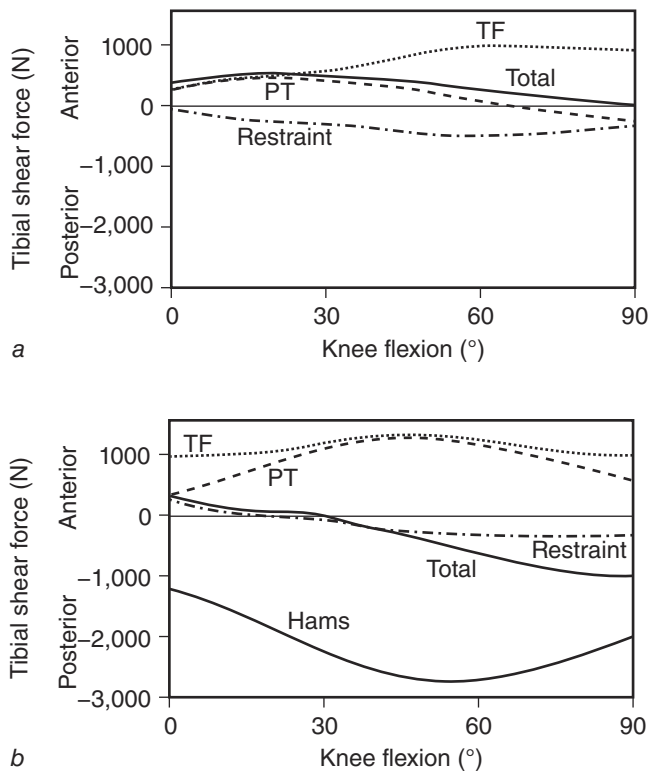 Tibial shear force (N)
Posterior Anterior
1000
0
−1,000
−2,000
−3,000
TF
Total
PT
Restraint
0 30 60 90
a
Knee flexion (°)
Tibial shear force (N)
Posterior Anterior
1000
0
−1,000
−2,000
−3,000
TF
PT
Restraint
Total
Hams
0 30 60 90
b
Knee flexion (°)